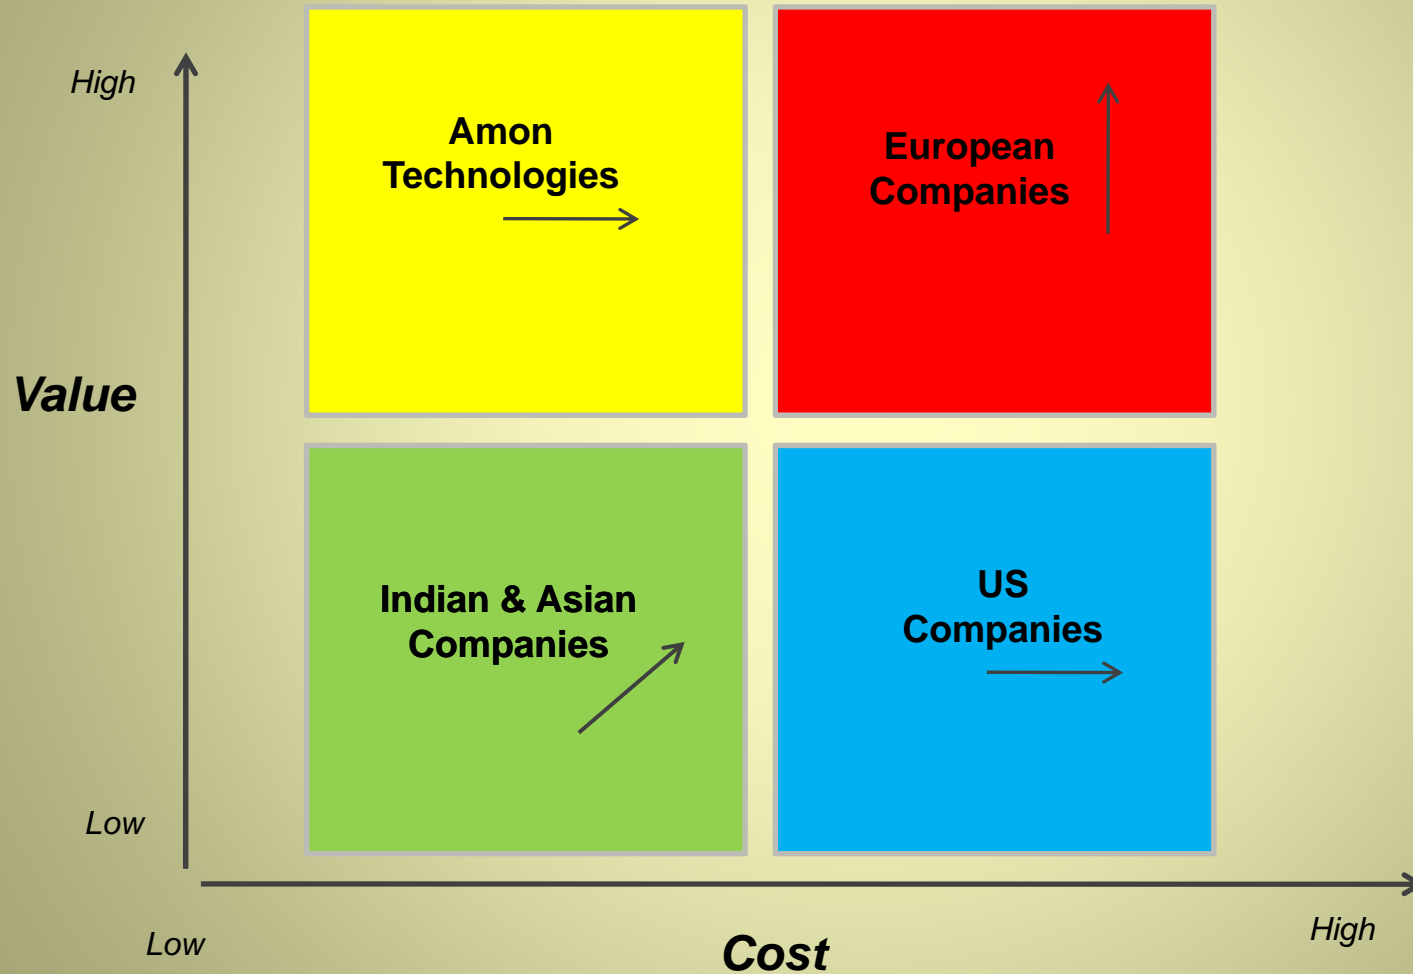 High
Amon
Technologies
European
Companies
Value
Indian & Asian
Companies
US
Companies
Low
Low
Cost
High